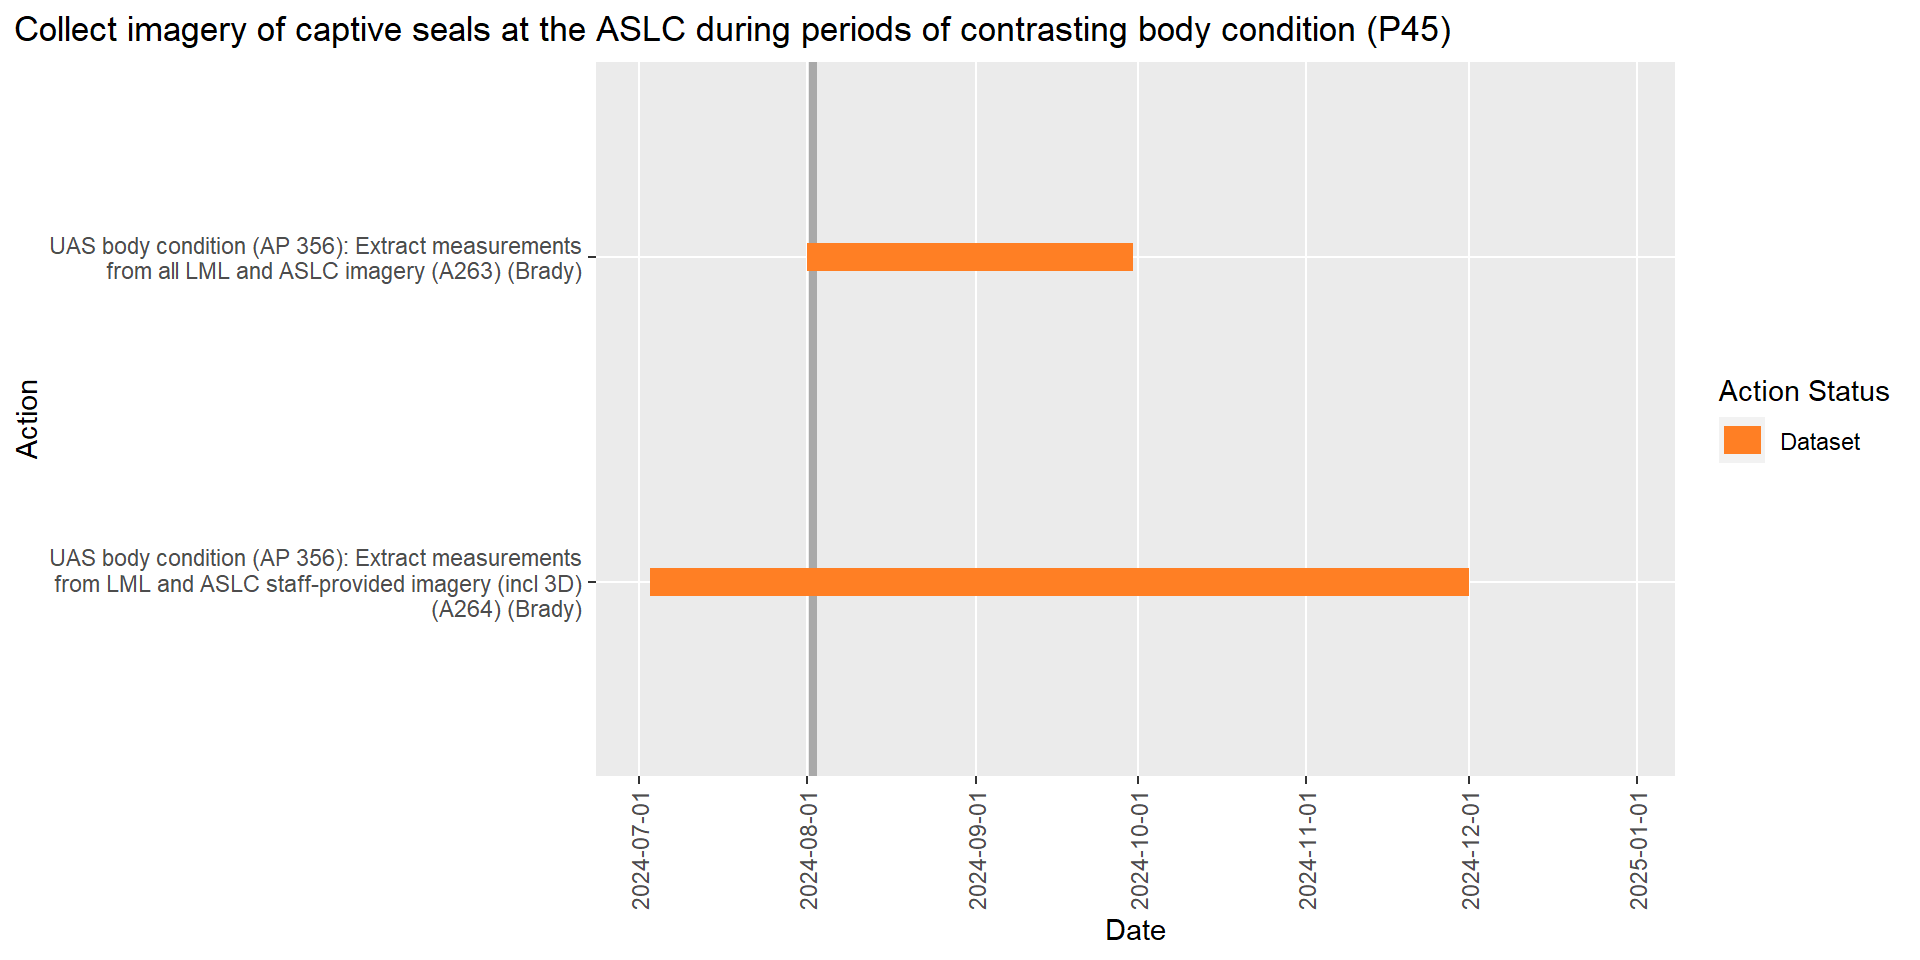 Collect imagery of captive seals at the ASLC during periods of contrasting body condition (P45)
UAS body condition (AP 356): Extract measurements
from all LML and ASLC imagery (A263) (Brady)
Action
UAS body condition (AP 356): Extract measurements
from LML and ASLC staff-provided imagery (incl 3D)
(A264) (Brady)
2024-07-01
2024-08-01
2024-09-01
2024-10-01
2024-11-01
2024-12-01
2025-01-01
Date
Action Status
Dataset